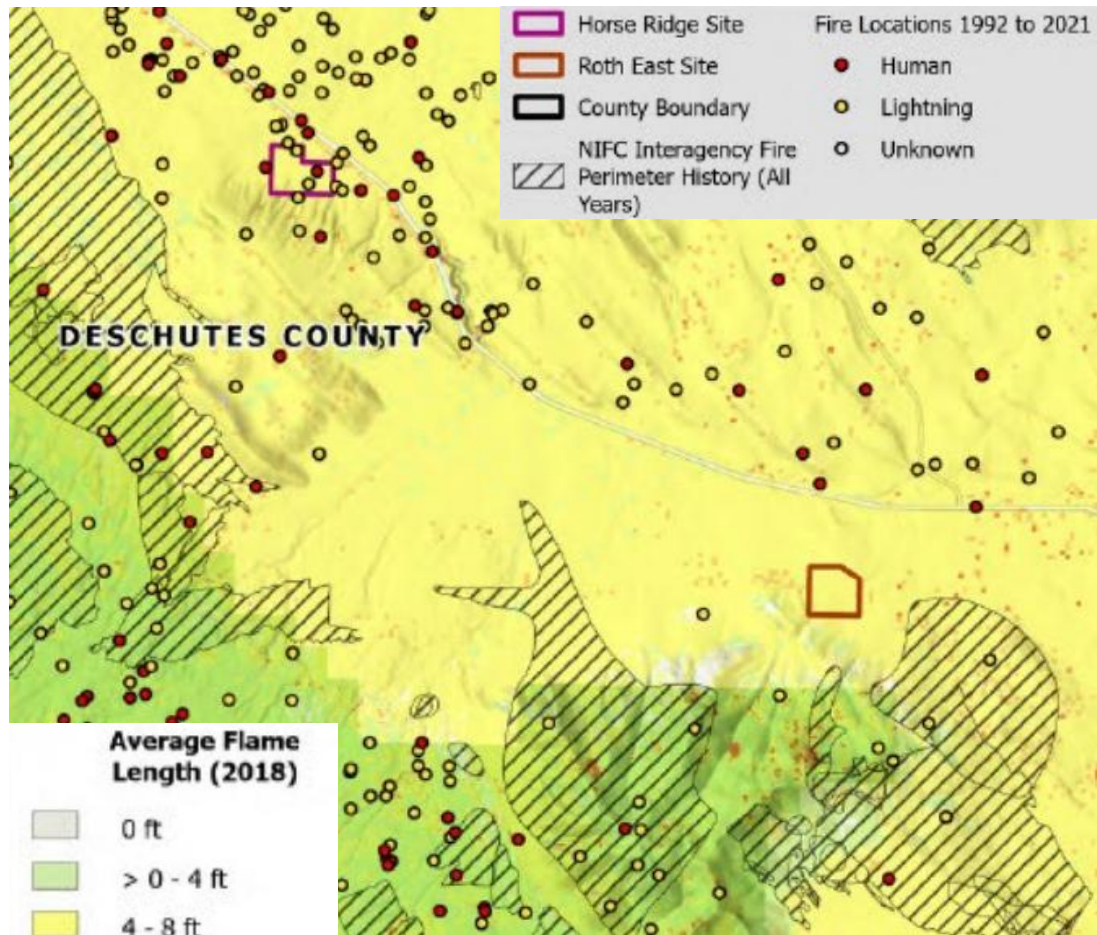 Horse Ridge Site
Roth East Site
County Boundary
NIFC Interagency Fire
Perimeter History (All
Years)
Fire Locations 1992 to 2021
Human
Lightning
Unknown
DESCHUTES COUNTY
Average Flame
Length (2018)
0 ft
> 0 - 4 ft
4 - 8 ft